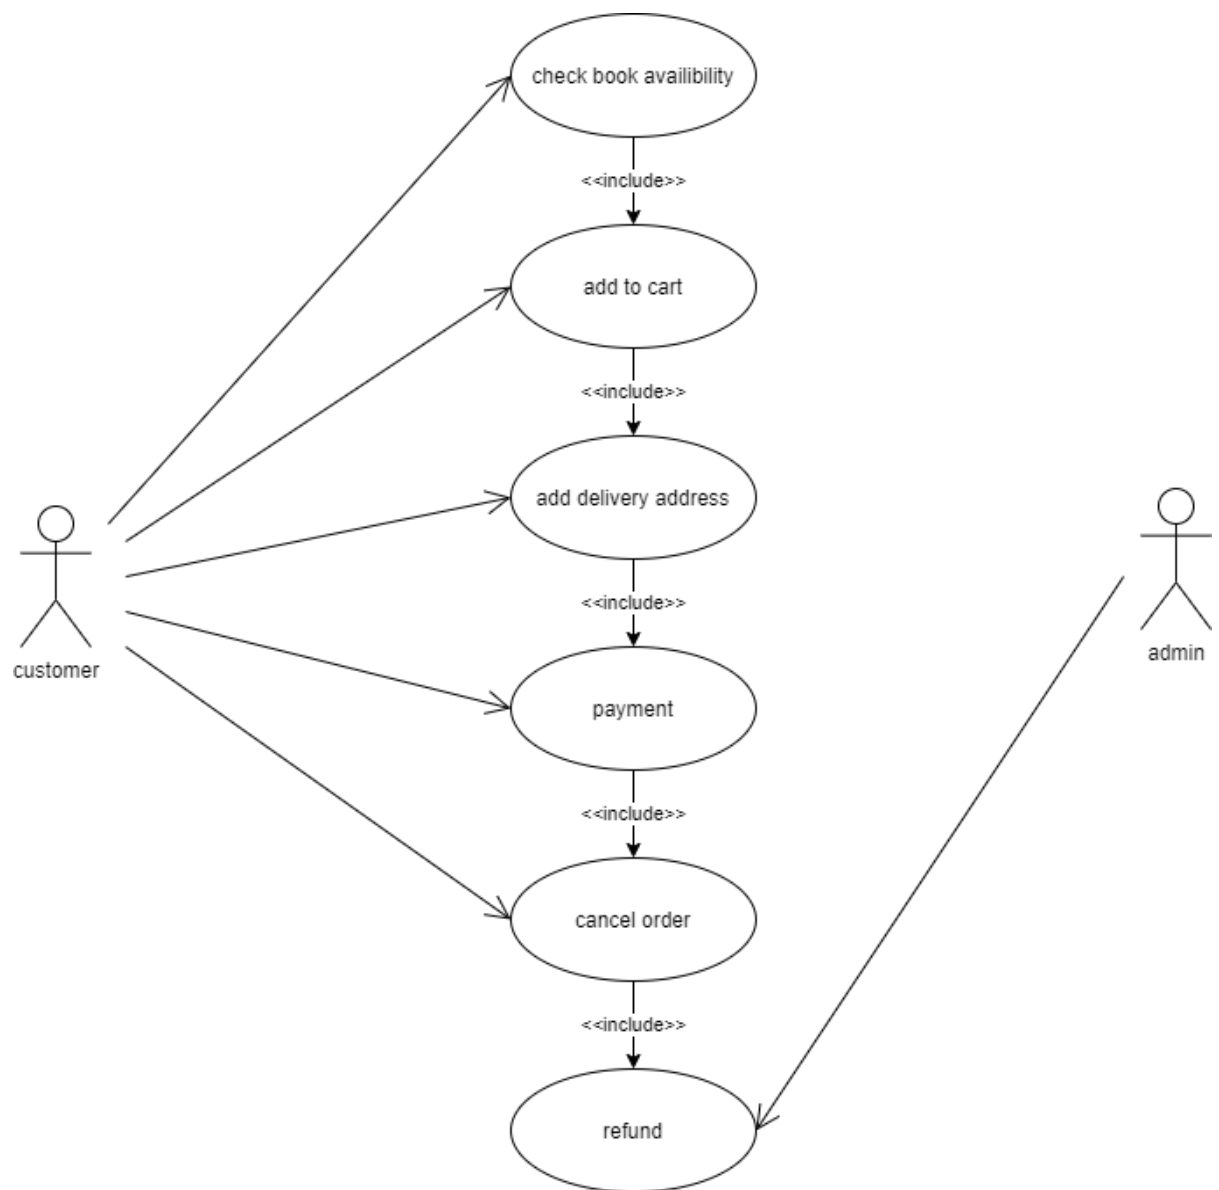 check book availibility
<<include>>
add to cart
<<include>>
add delivery address
<<include>>
customer
admin
payment
<<include>>
cancel order
<<include>>
refund